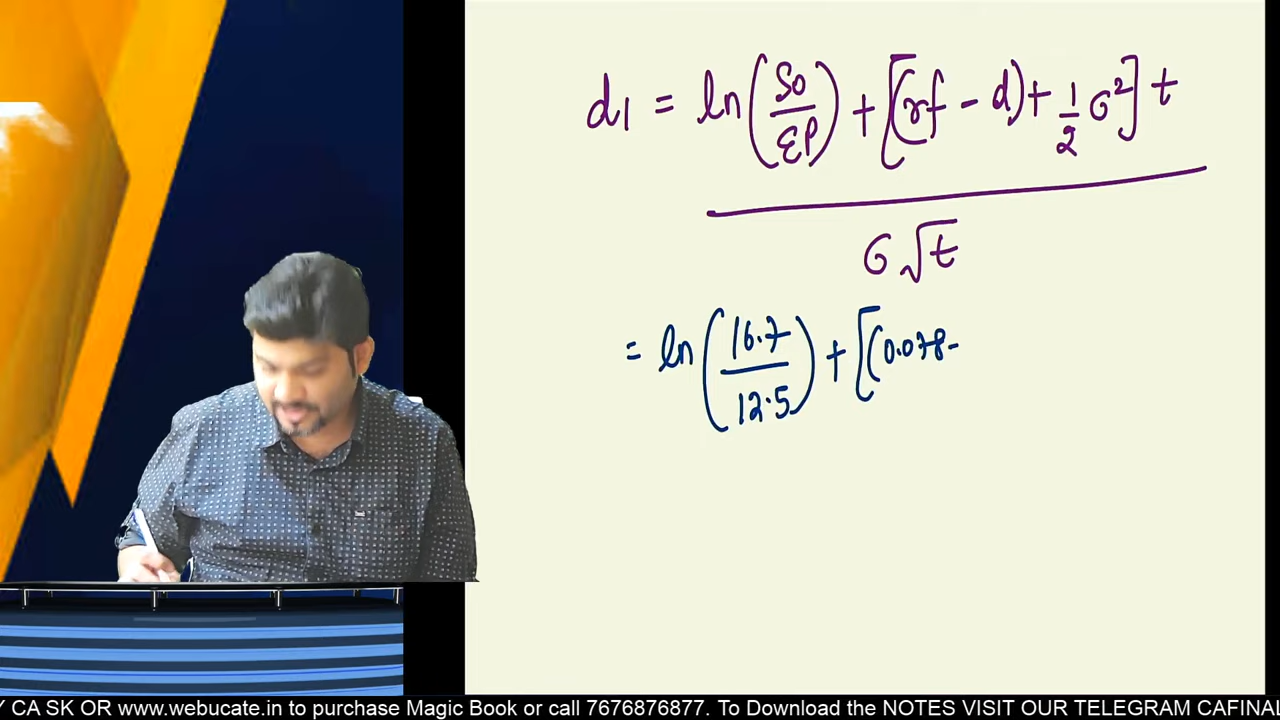 d1 = ln(So/EP) + [(rf - d) + 1/2 σ²] t
σ √t
= ln(16.7/12.5) + [(0.078-
Y CA SK OR www.webucate.in to purchase Magic Book or call 7676876877. To Download the NOTES VISIT OUR TELEGRAM CAFINAL